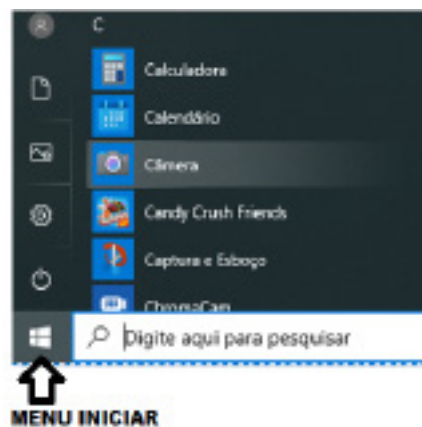 C
Calculadora
Calendário
Câmera
Candy Crush Friends
Captura e Esboço
ChromaCam
Digite aqui para pesquisar
MENU INICIAR